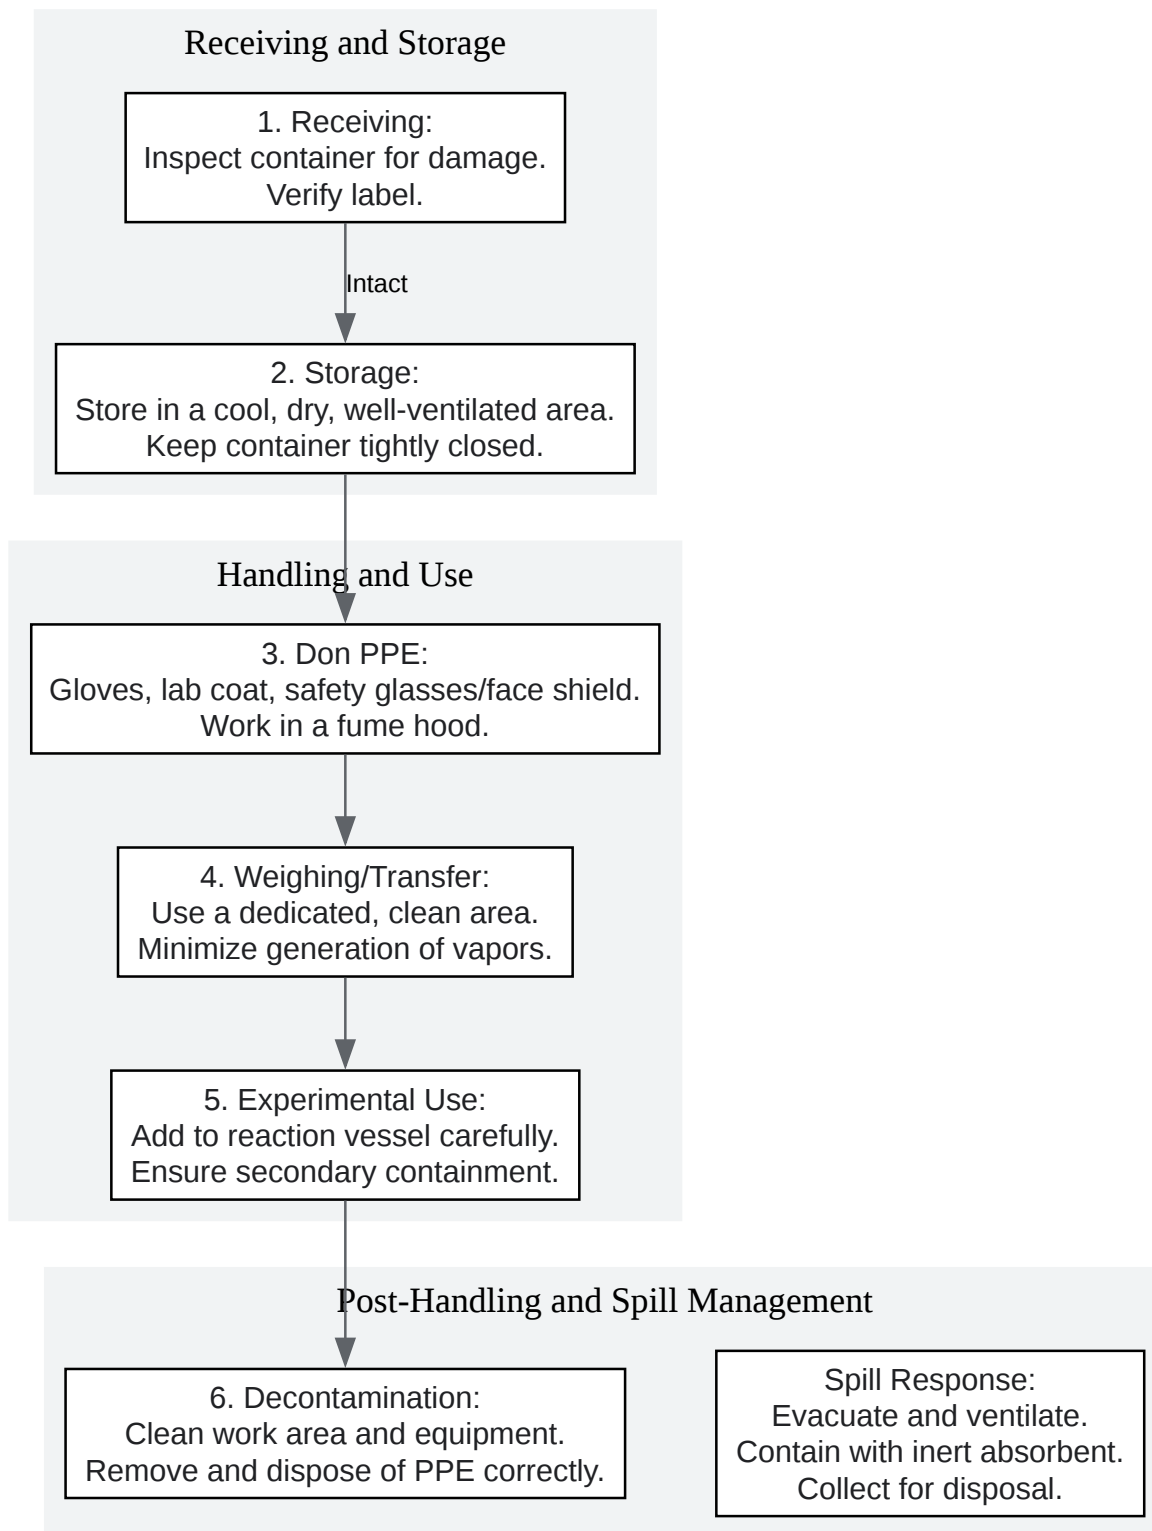 Receiving and Storage
1. Receiving:
Inspect container for damage.
Verify label.
Intact
2. Storage:
Store in a cool, dry, well-ventilated area.
Keep container tightly closed.
Handling and Use
3. Don PPE:
Gloves, lab coat, safety glasses/face shield.
Work in a fume hood.
4. Weighing/Transfer:
Use a dedicated, clean area.
Minimize generation of vapors.
5. Experimental Use:
Add to reaction vessel carefully.
Ensure secondary containment.
Post-Handling and Spill Management
6. Decontamination:
Clean work area and equipment.
Remove and dispose of PPE correctly.
Spill Response:
Evacuate and ventilate.
Contain with inert absorbent.
Collect for disposal.